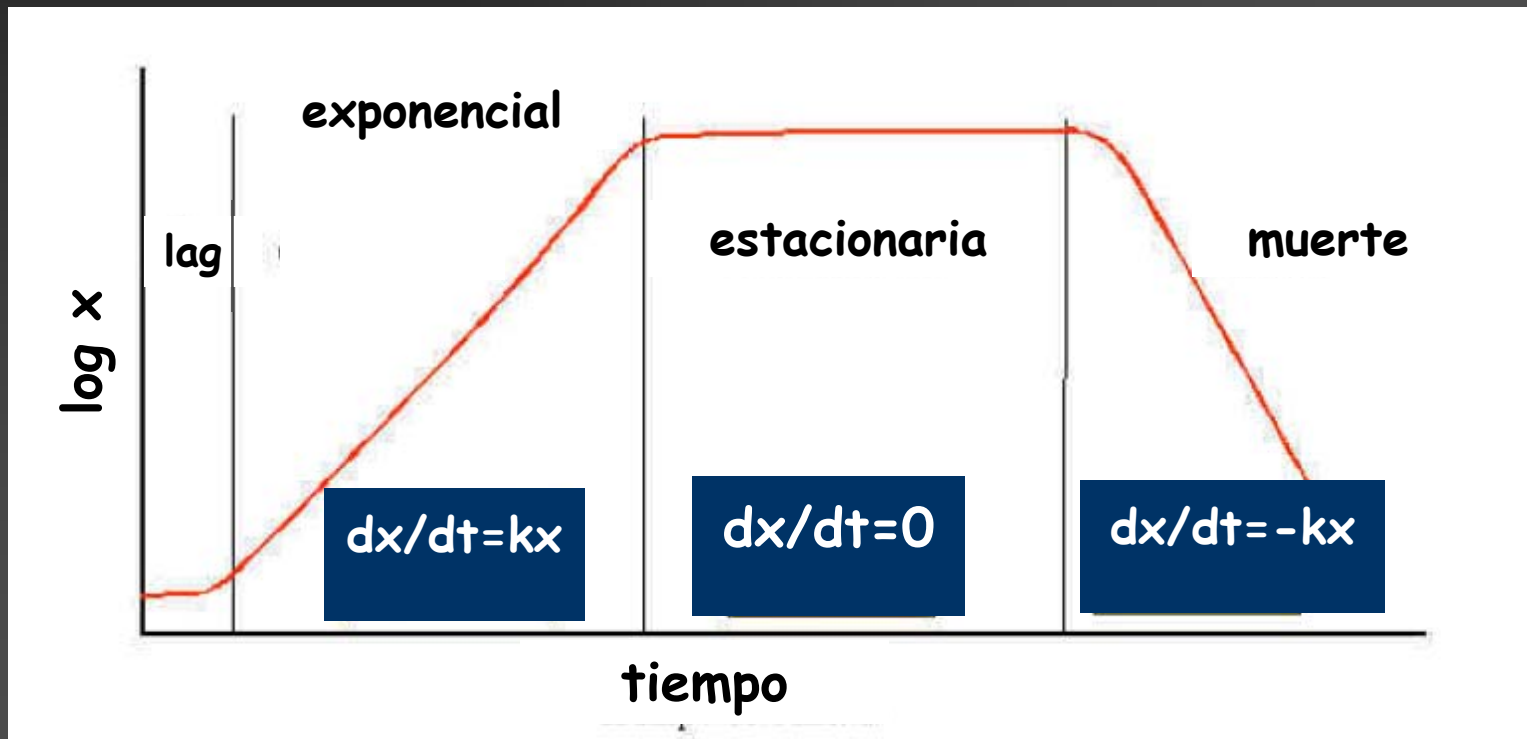 exponencial
lag
estacionaria
muerte
log x
dx/dt=kx
dx/dt=0
dx/dt=-kx
tiempo